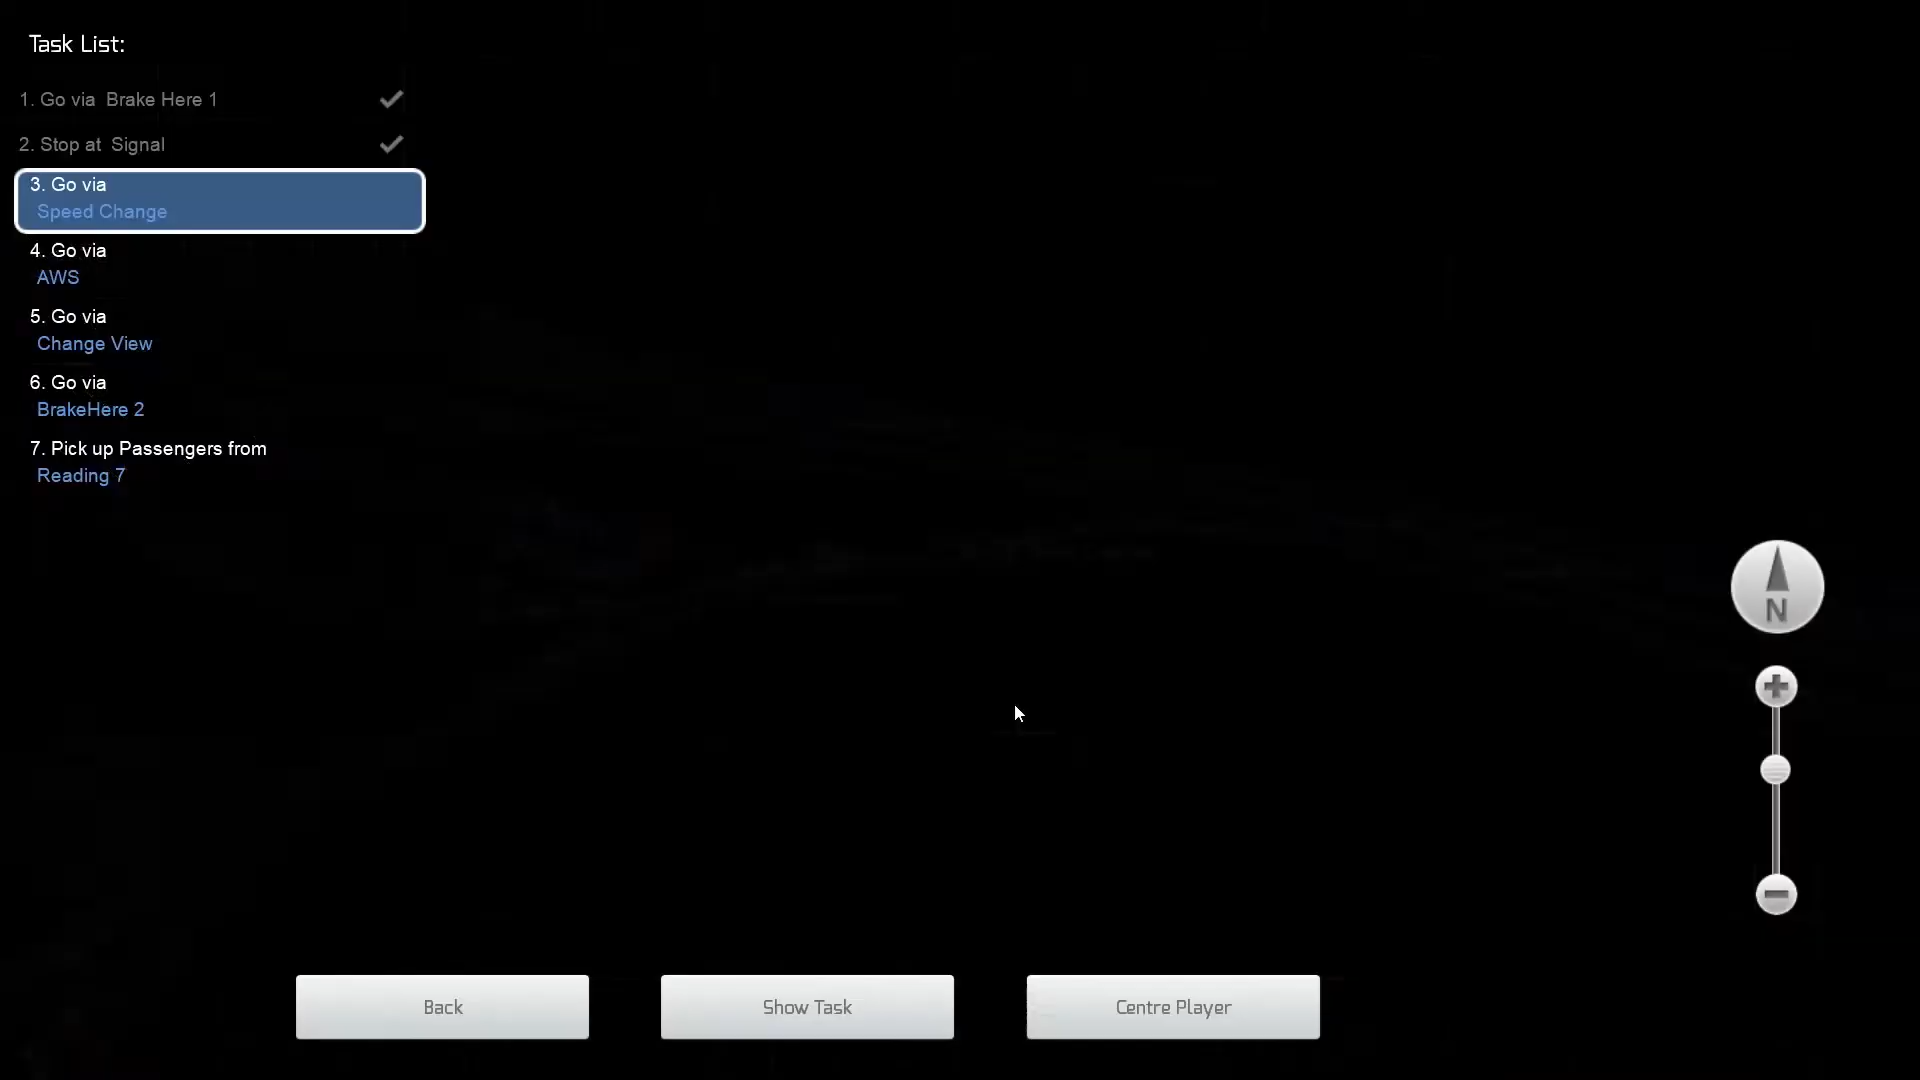 Task List:
1. Go via  Brake Here 1
2. Stop at  Signal
3. Go via
Speed Change
4. Go via
AWS
5. Go via
Change View
6. Go via
BrakeHere 2
7. Pick up Passengers from
Reading 7
N
Back
Show Task
Centre Player